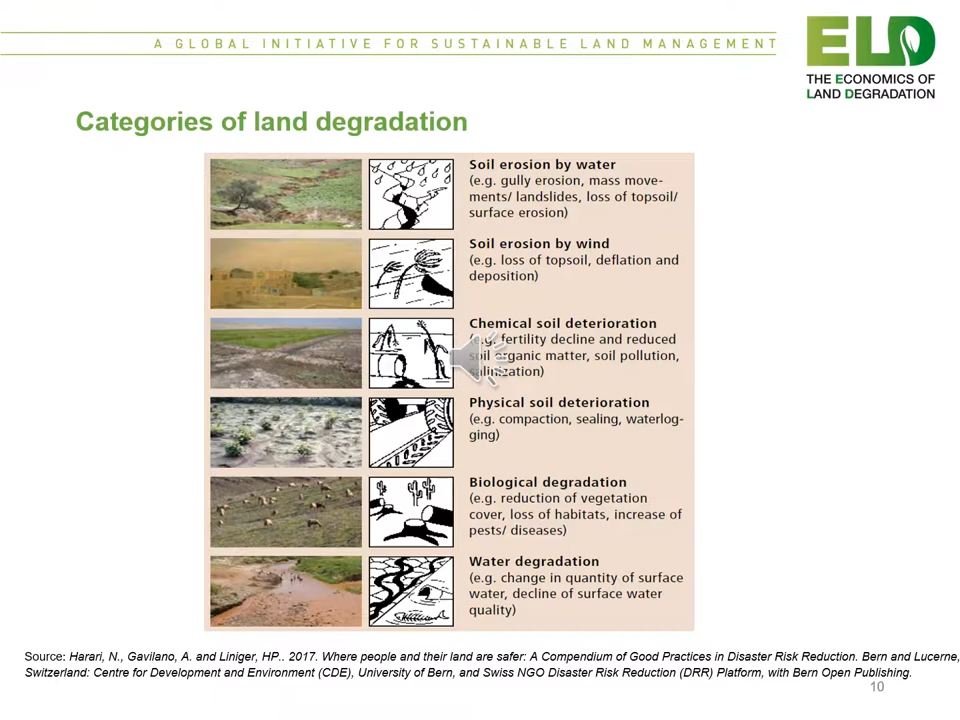 A GLOBAL INITIATIVE FOR SUSTAINABLE LAND MANAGEMENT
ELD
THE ECONOMICS OF
LAND DEGRADATION
Categories of land degradation
Soil erosion by water
(e.g. gully erosion, mass move-
ments/ landslides, loss of topsoil/
surface erosion)
Soil erosion by wind
(e.g. loss of topsoil, deflation and
deposition)
Chemical soil deterioration
(e.g. fertility decline and reduced
soil organic matter, soil pollution,
salinization)
Physical soil deterioration
(e.g. compaction, sealing, waterlog-
ging)
Biological degradation
(e.g. reduction of vegetation
cover, loss of habitats, increase of
pests/ diseases)
Water degradation
(e.g. change in quantity of surface
water, decline of surface water
quality)
Source: Harari, N., Gavilano, A. and Liniger, HP.. 2017. Where people and their land are safer: A Compendium of Good Practices in Disaster Risk Reduction. Bern and Lucerne,
Switzerland: Centre for Development and Environment (CDE), University of Bern, and Swiss NGO Disaster Risk Reduction (DRR) Platform, with Bern Open Publishing.
10